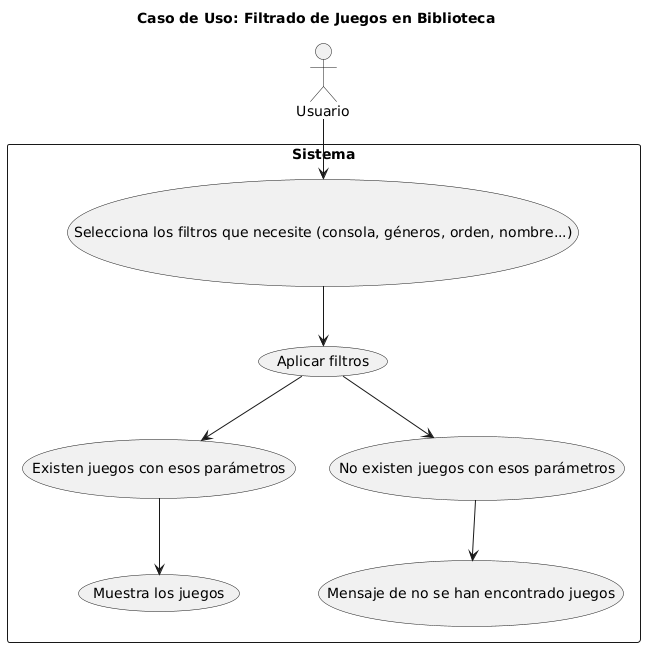 Caso de Uso: Filtrado de Juegos en Biblioteca
Usuario
Sistema
Selecciona los filtros que necesite (consola, géneros, orden, nombre...)
Aplicar filtros
Existen juegos con esos parámetros
No existen juegos con esos parámetros
Muestra los juegos
Mensaje de no se han encontrado juegos